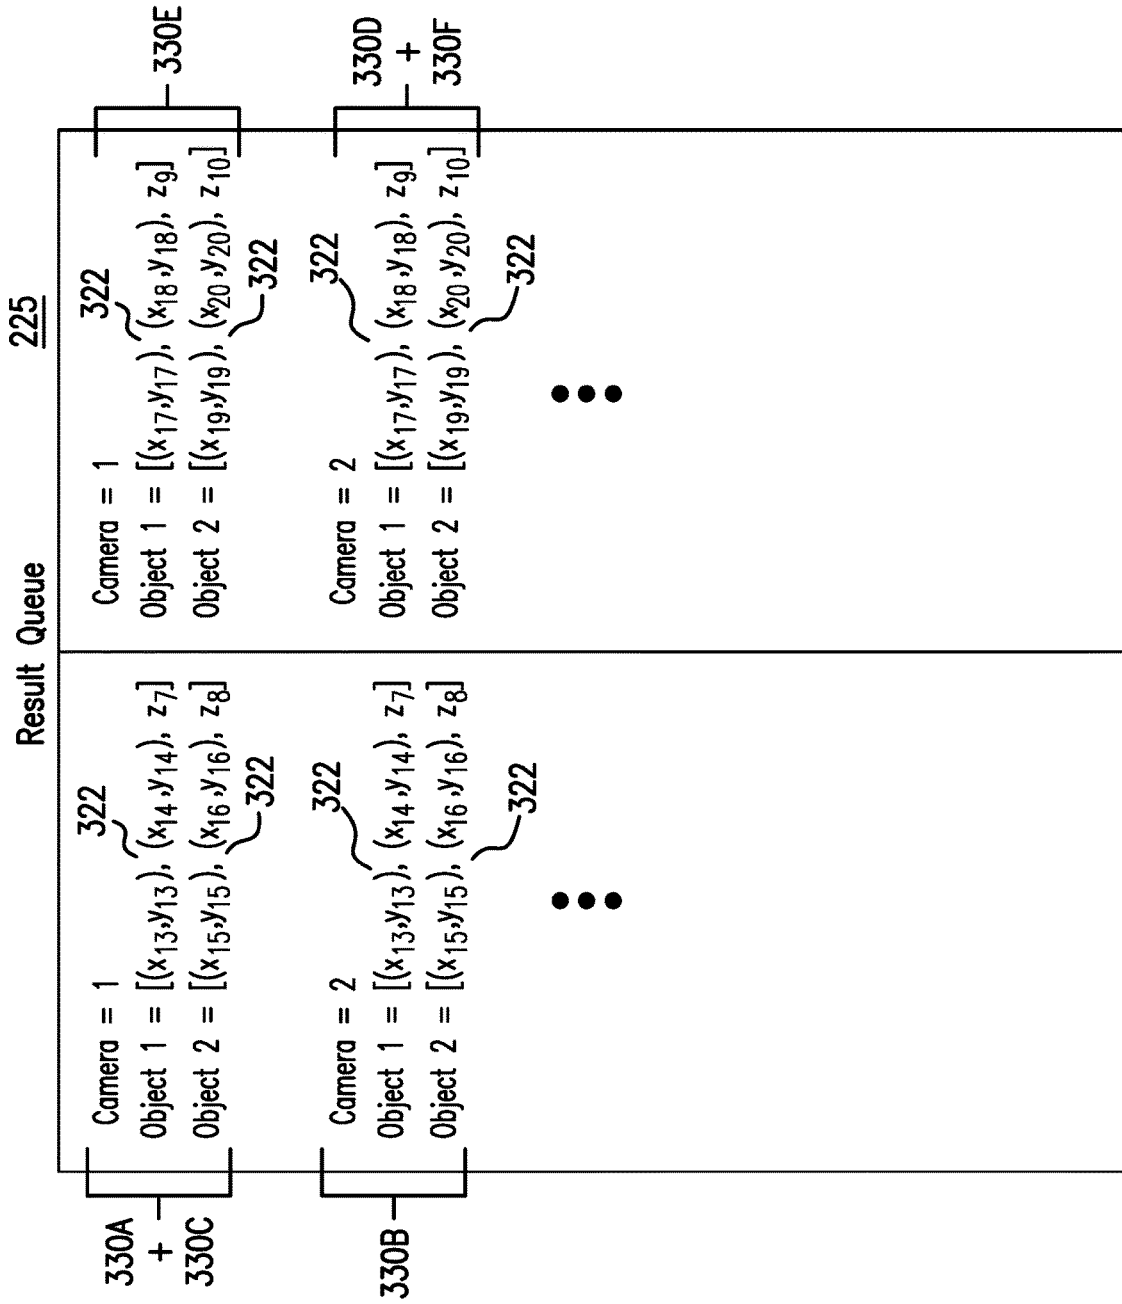 Result Queue
225
330A
+
330C
Camera = 1
322
Object 1 = [(x13,y13), (x14,y14), z7]
Object 2 = [(x15,y15), (x16,y16), z8]
322
330B
Camera = 2
322
Object 1 = [(x13,y13), (x14,y14), z7]
Object 2 = [(x15,y15), (x16,y16), z8]
322
330E
Camera = 1
322
Object 1 = [(x17,y17), (x18,y18), z9]
Object 2 = [(x19,y19), (x20,y20), z10]
322
330D
+
330F
Camera = 2
322
Object 1 = [(x17,y17), (x18,y18), z9]
Object 2 = [(x19,y19), (x20,y20), z10]
322